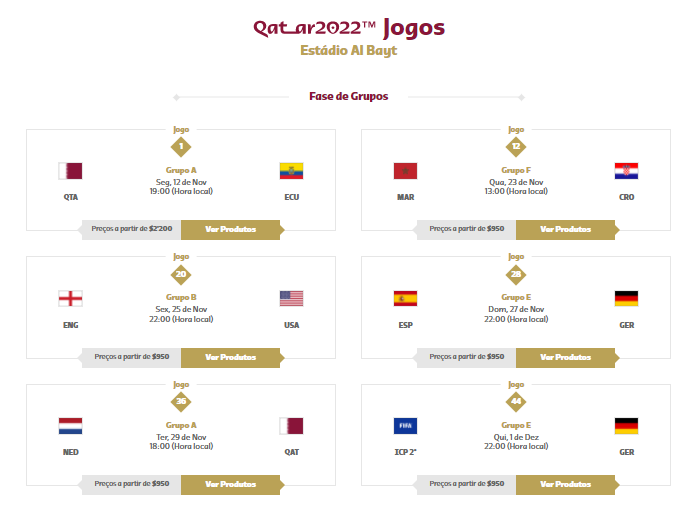 Qatar2022™ Jogos
Estádio Al Bayt
Fase de Grupos
Jogo
1
Grupo A
Seg, 12 de Nov
19:00 (Hora local)
QTA
ECU
Preços a partir de $2'200
Ver Produtos
Jogo
12
Grupo F
Qua, 23 de Nov
13:00 (Hora local)
MAR
CRO
Preços a partir de $950
Ver Produtos
Jogo
20
Grupo B
Sex, 25 de Nov
22:00 (Hora local)
ENG
USA
Preços a partir de $950
Ver Produtos
Jogo
28
Grupo E
Dom, 27 de Nov
22:00 (Hora local)
ESP
GER
Preços a partir de $950
Ver Produtos
Jogo
36
Grupo A
Ter, 29 de Nov
18:00 (Hora local)
NED
QAT
Preços a partir de $950
Ver Produtos
Jogo
44
Grupo E
Qui, 1 de Dez
22:00 (Hora local)
FIFA
ICP 2*
GER
Preços a partir de $950
Ver Produtos